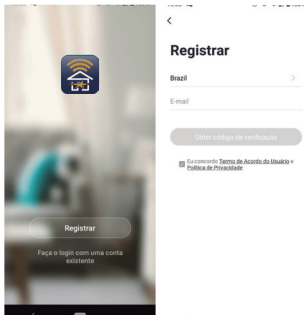 Registrar
Faça o login com uma conta
existente
Registrar
Brazil
E-mail
Obter código de verificação
Eu concordo Termo de Acordo do Usuário e
Política de Privacidade